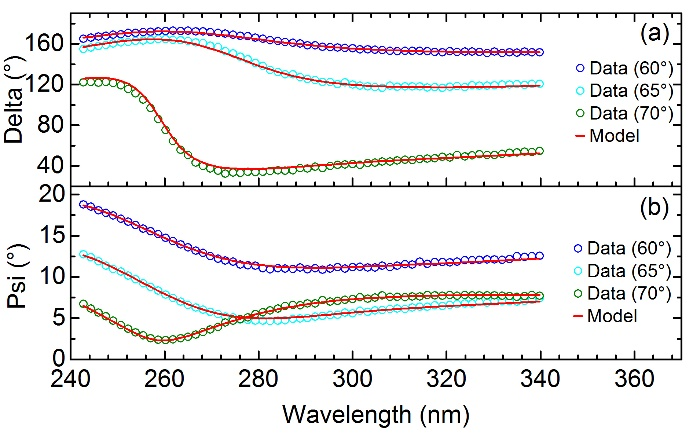 160
120
80
40
Delta (°)
(a)
Data (60°)
Data (65°)
Data (70°)
Model
20
15
10
5
0
Psi (°)
(b)
Data (60°)
Data (65°)
Data (70°)
Model
240 260 280 300 320 340 360
Wavelength (nm)